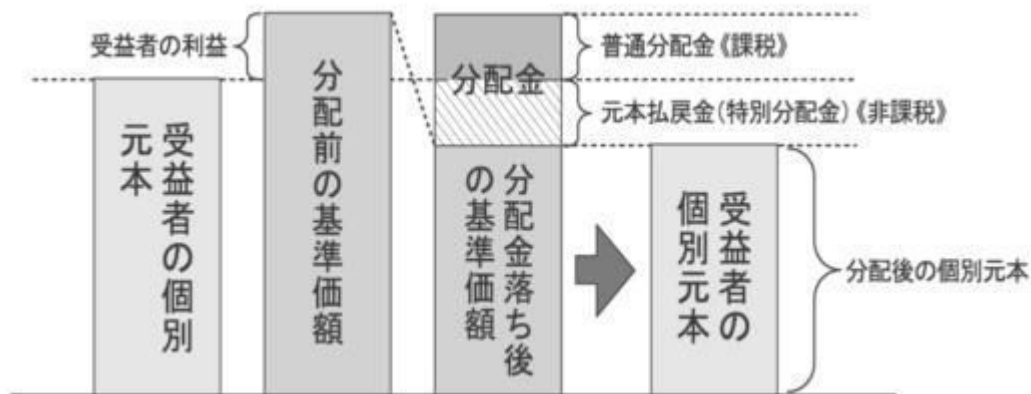 受益者の利益
受益者の個別
元本
分配前の基準価額
分配金
分配金落ち後
の基準価額
普通分配金《課税》
元本払戻金(特別分配金)《非課税》
受益者の
個別元本
分配後の個別元本